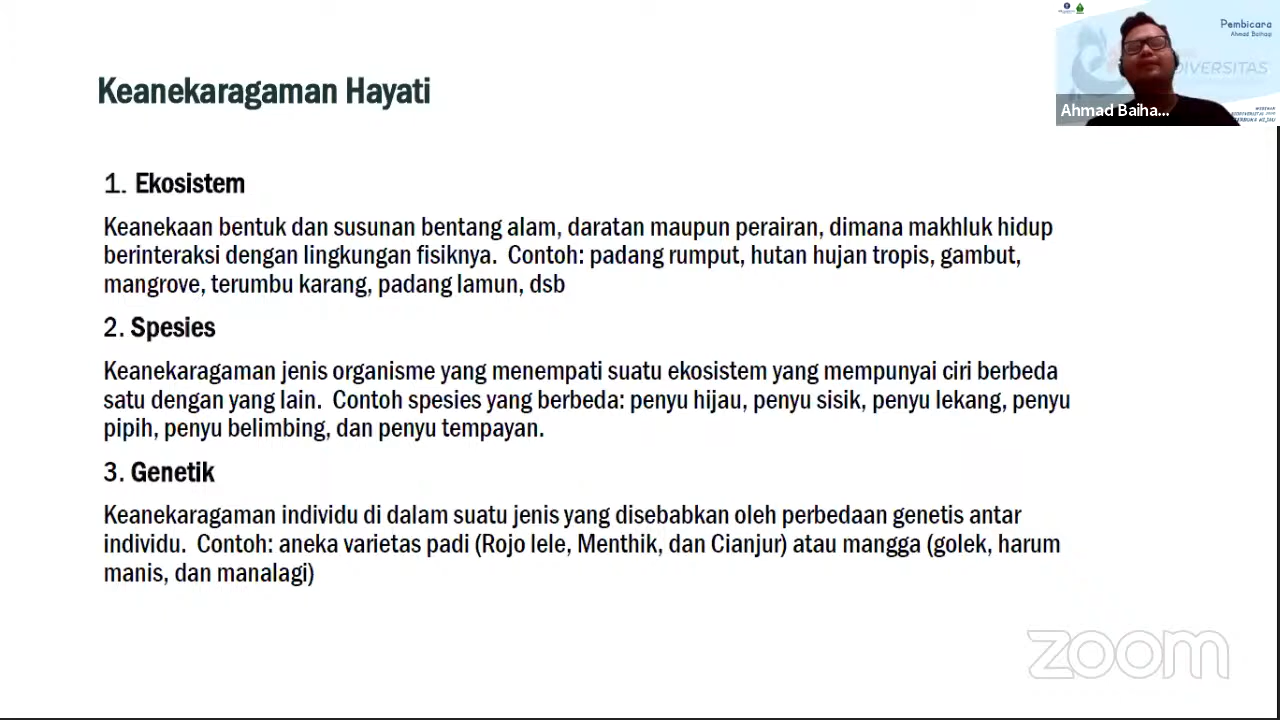 Keanekaragaman Hayati
Pembicara
Ahmad Baihaqi
DIVERSITAS
Ahmad Baiha...
WEBINAR
1. Ekosistem
Keanekaan bentuk dan susunan bentang alam, daratan maupun perairan, dimana makhluk hidup
berinteraksi dengan lingkungan fisiknya. Contoh: padang rumput, hutan hujan tropis, gambut,
mangrove, terumbu karang, padang lamun, dsb
2. Spesies
Keanekaragaman jenis organisme yang menempati suatu ekosistem yang mempunyai ciri berbeda
satu dengan yang lain. Contoh spesies yang berbeda: penyu hijau, penyu sisik, penyu lekang, penyu
pipih, penyu belimbing, dan penyu tempayan.
3. Genetik
Keanekaragaman individu di dalam suatu jenis yang disebabkan oleh perbedaan genetis antar
individu. Contoh: aneka varietas padi (Rojo lele, Menthik, dan Cianjur) atau mangga (golek, harum
manis, dan manalagi)
zoom